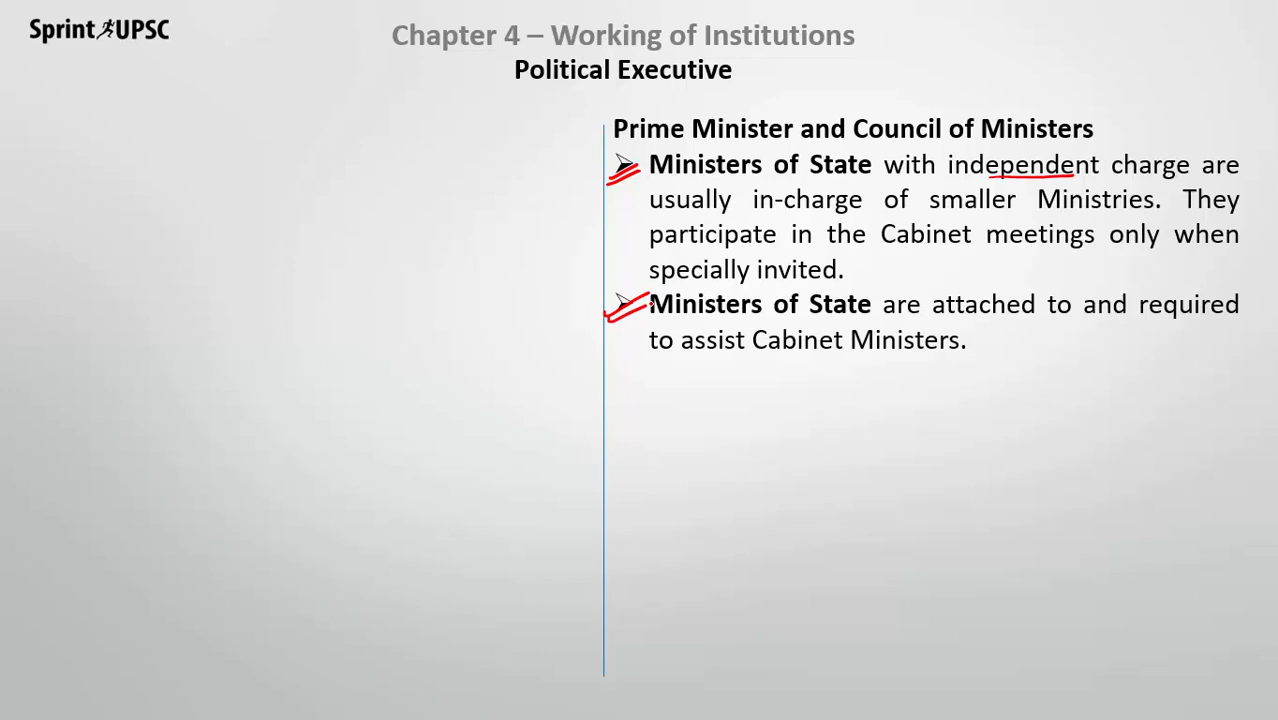 Sprint UPSC
Chapter 4 – Working of Institutions
Political Executive
Prime Minister and Council of Ministers
Ministers of State with independent charge are
usually in-charge of smaller Ministries. They
participate in the Cabinet meetings only when
specially invited.
Ministers of State are attached to and required
to assist Cabinet Ministers.